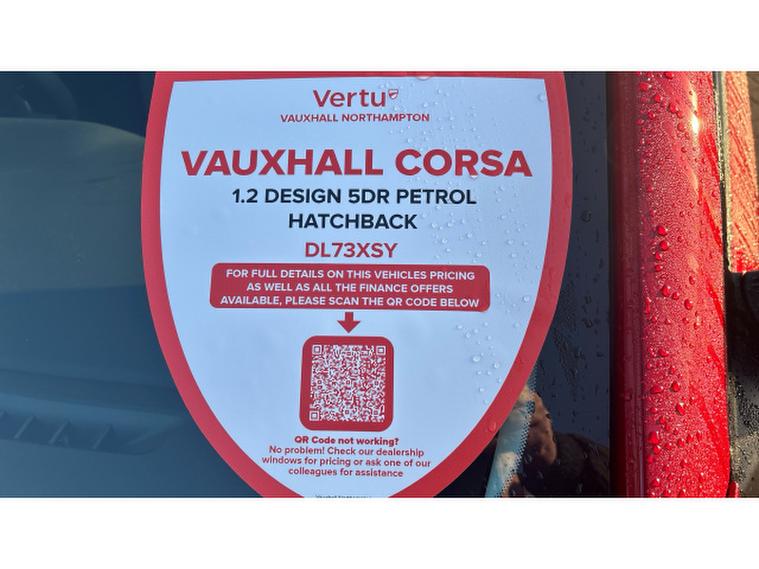 Vertu
VAUXHALL NORTHAMPTON
VAUXHALL CORSA
1.2 DESIGN 5DR PETROL
HATCHBACK
DL73XSY
FOR FULL DETAILS ON THIS VEHICLES PRICING
AS WELL AS ALL THE FINANCE OFFERS
AVAILABLE, PLEASE SCAN THE QR CODE BELOW
QR Code not working?
No problem! Check our dealership
windows for pricing or ask one of our
colleagues for assistance